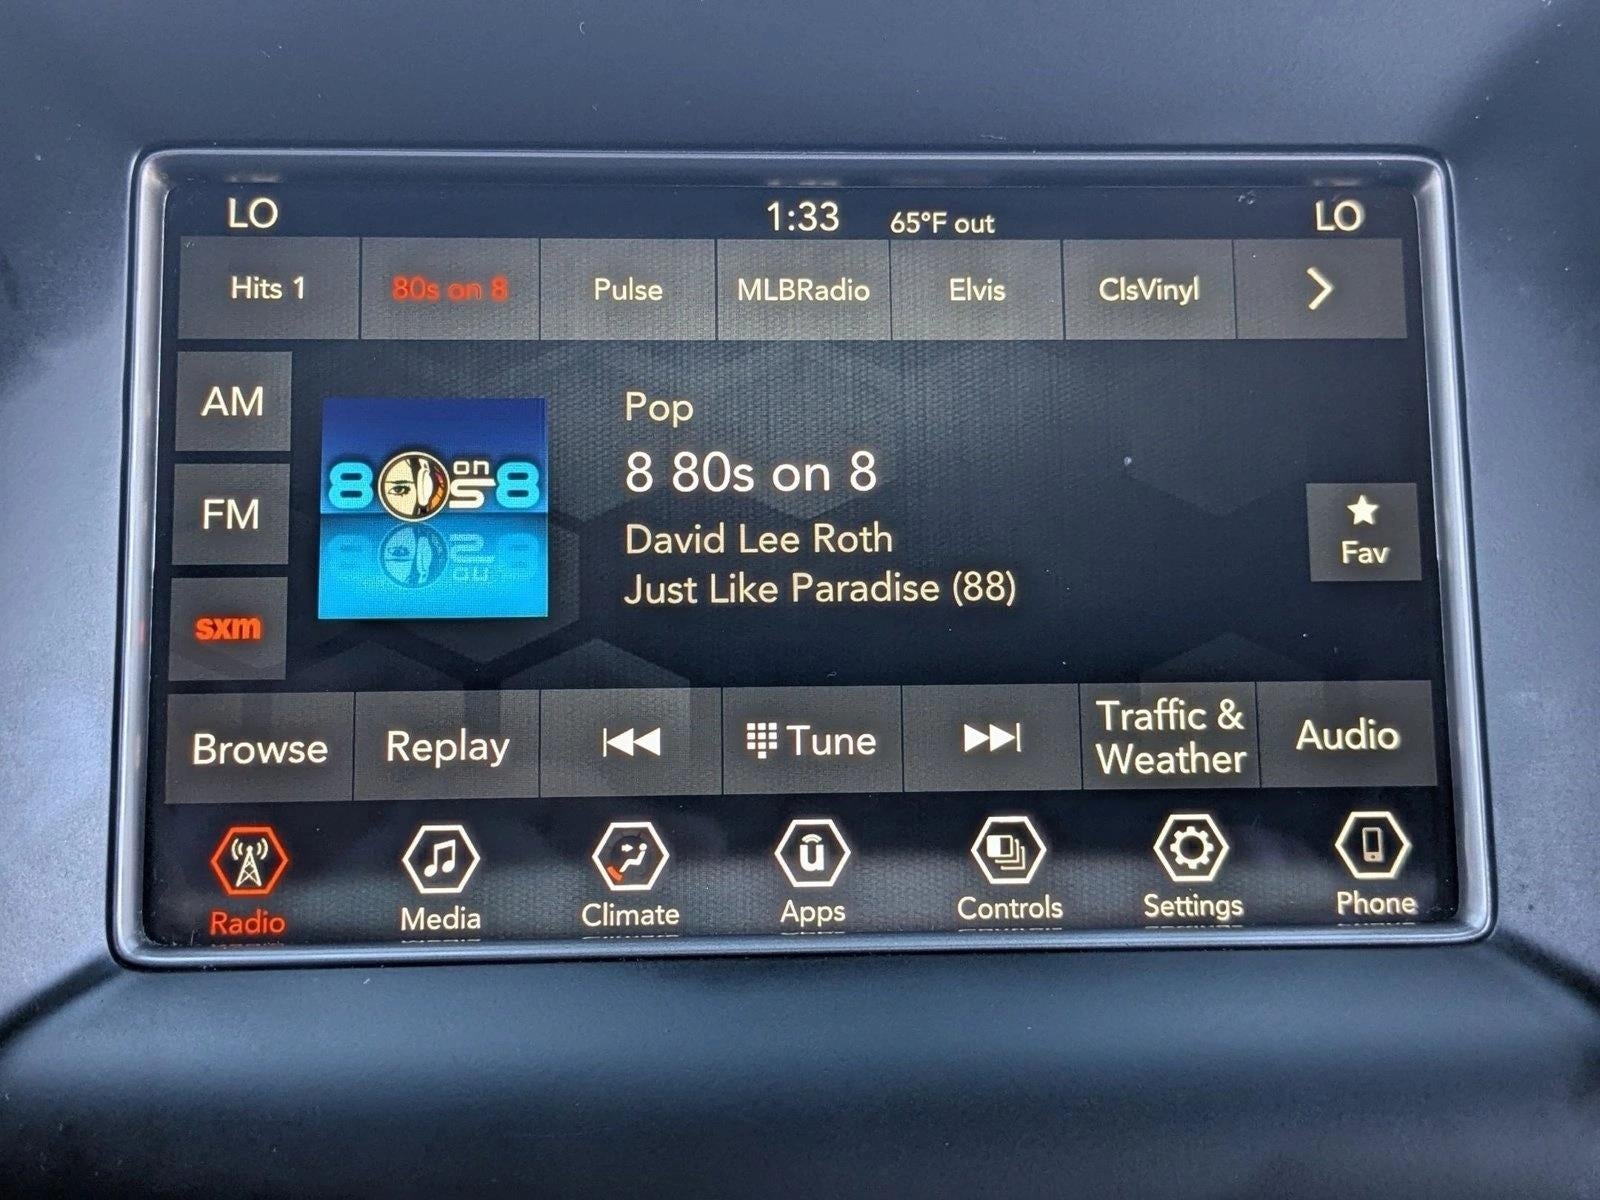 LO 1:33 65°F out LO
Hits 1 80s on 8 Pulse MLBRadio Elvis ClsVinyl
AM
FM
sxm
80s on 8
Pop
8 80s on 8
David Lee Roth
Just Like Paradise (88)
Fav
Browse Replay Tune Traffic & Weather Audio
Radio Media Climate Apps Controls Settings Phone